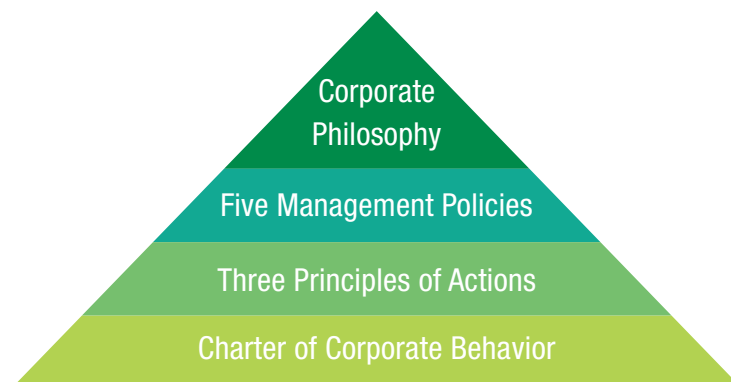 Corporate
Philosophy
Five Management Policies
Three Principles of Actions
Charter of Corporate Behavior